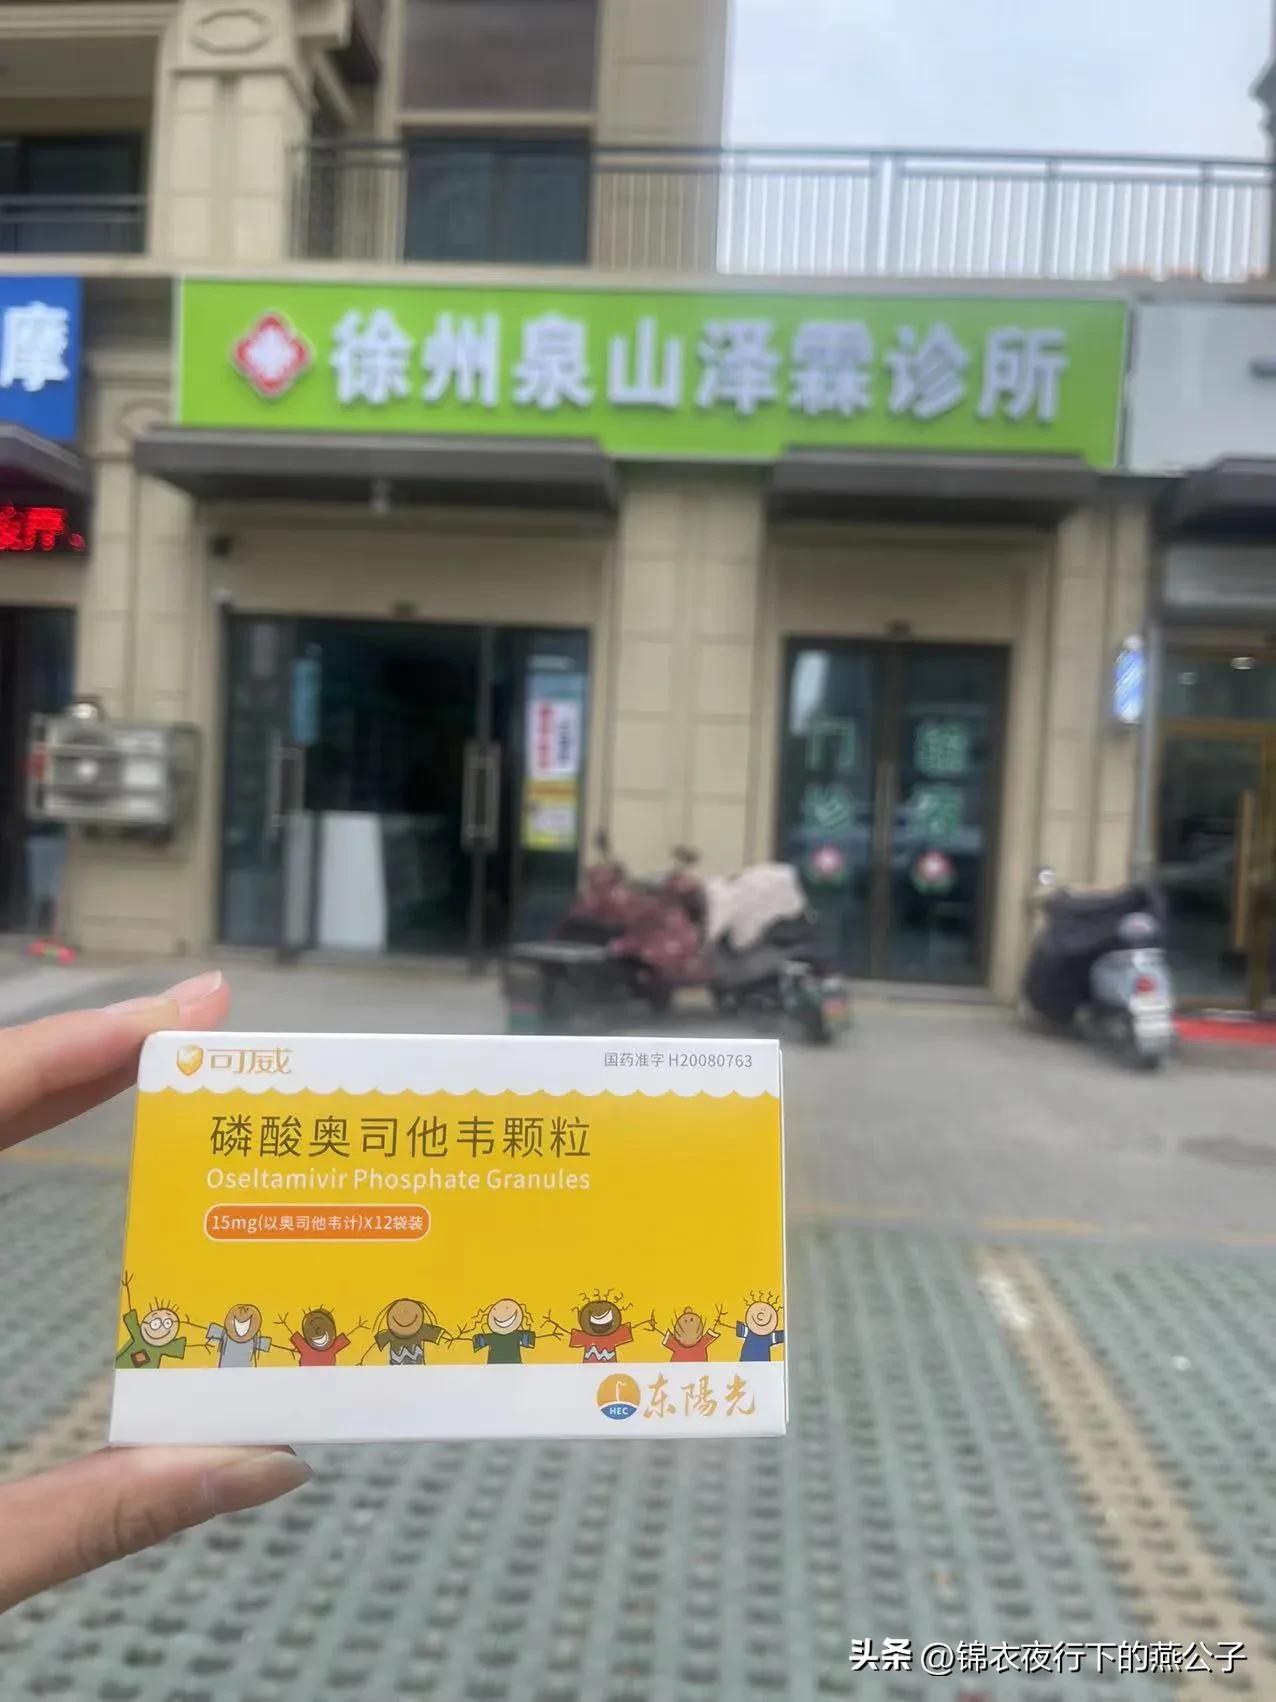 摩
徐州泉山泽霖诊所
门诊
可威
国药准字 H20080763
磷酸奥司他韦颗粒
Oseltamivir Phosphate Granules
15mg(以奥司他韦计)X12袋装
HEC
东陽光
头条 @锦衣夜行下的燕公子